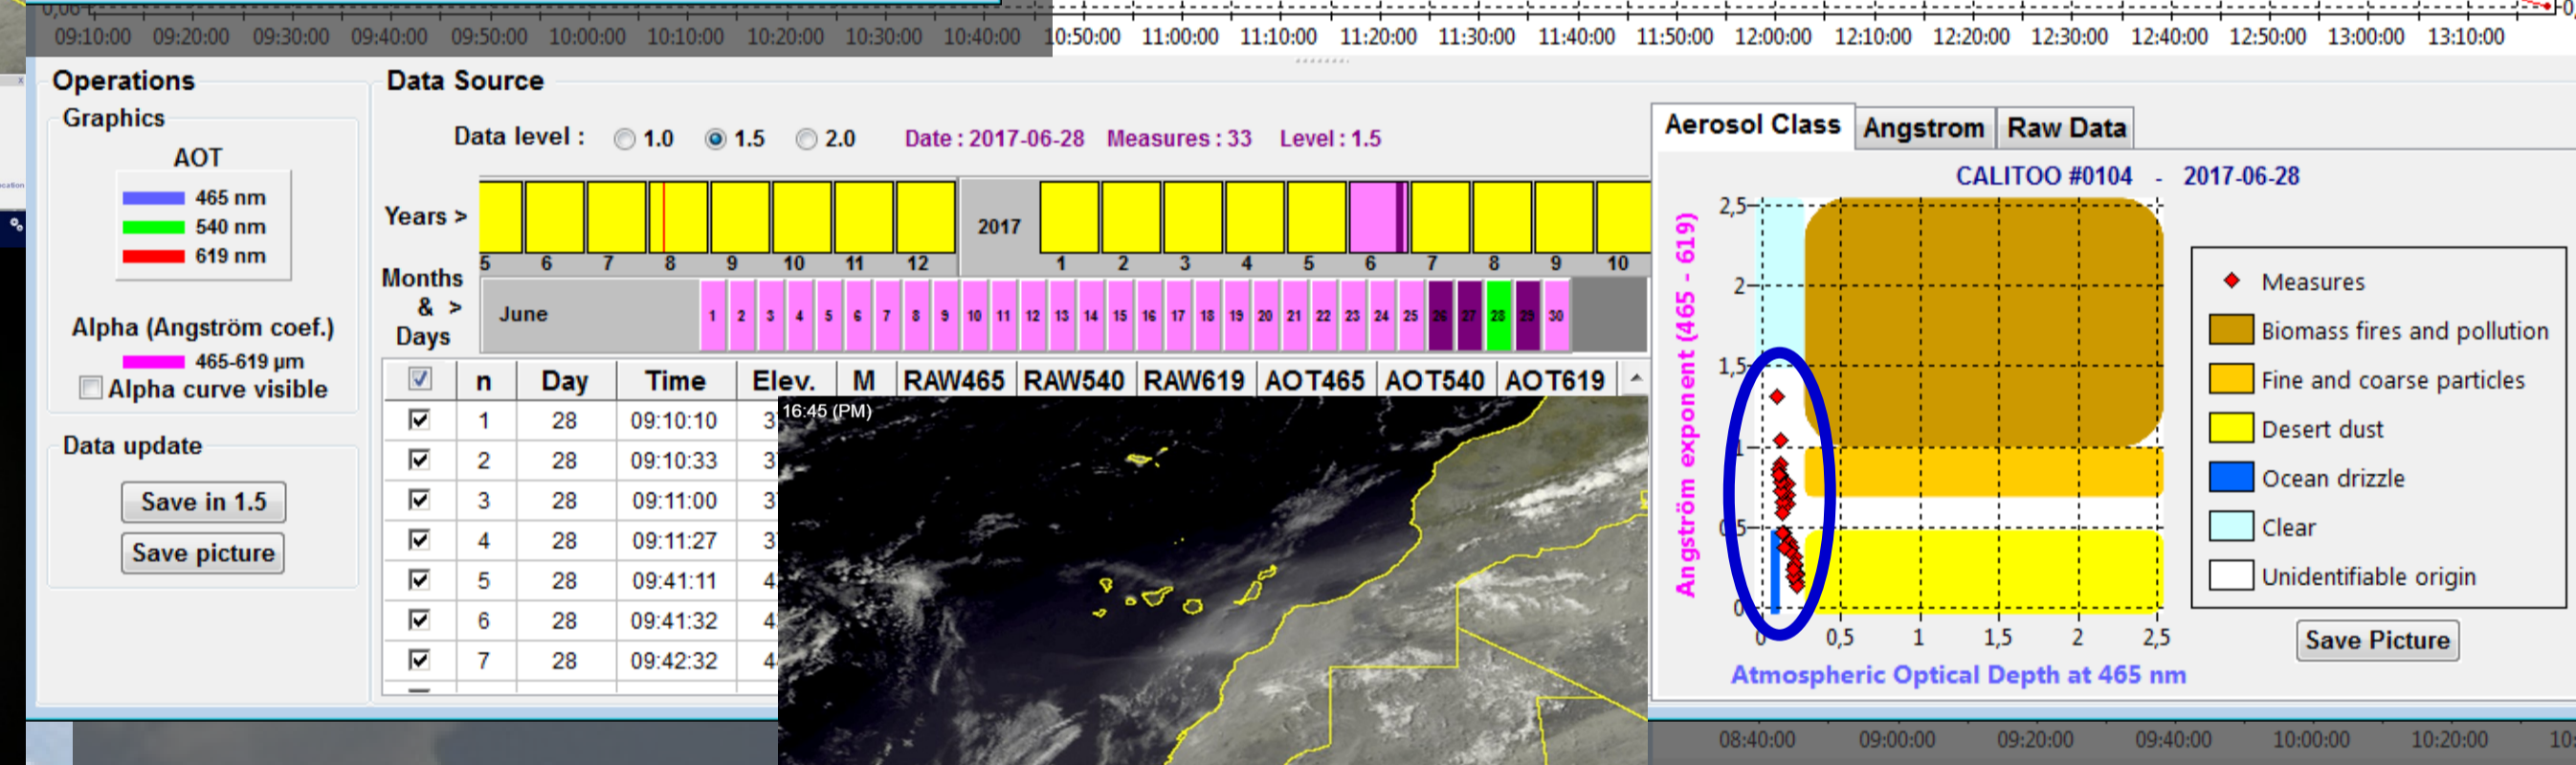 09:10:00 09:20:00 09:30:00 09:40:00 09:50:00 10:00:00 10:10:00 10:20:00 10:30:00 10:40:00 10:50:00 11:00:00 11:10:00 11:20:00 11:30:00 11:40:00 11:50:00 12:00:00 12:10:00 12:20:00 12:30:00 12:40:00 12:50:00 13:00:00 13:10:00
Operations
Graphics
AOT
465 nm
540 nm
619 nm
Alpha (Angström coef.)
465-619 µm
Alpha curve visible
Data update
Save in 1.5
Save picture
Data Source
Data level : 1.0 1.5 2.0 Date : 2017-06-28 Measures : 33 Level : 1.5
Years > 2017
5 6 7 8 9 10 11 12 1 2 3 4 5 6 7 8 9 10
Months
& >
Days
June 1 2 3 4 5 6 7 8 9 10 11 12 13 14 15 16 17 18 19 20 21 22 23 24 25 26 27 28 29 30
n Day Time Elev. M RAW465 RAW540 RAW619 AOT465 AOT540 AOT619
1 28 09:10:10 3
2 28 09:10:33 3
3 28 09:11:00 3
4 28 09:11:27 3
5 28 09:41:11 4
6 28 09:41:32 4
7 28 09:42:32 4
16:45 (PM)
Aerosol Class Angstrom Raw Data
CALITOO #0104 - 2017-06-28
Angström exponent (465 - 619)
2,5
2
1,5
1
0,5
0
0 0,5 1 1,5 2 2,5
Atmospheric Optical Depth at 465 nm
Measures
Biomass fires and pollution
Fine and coarse particles
Desert dust
Ocean drizzle
Clear
Unidentifiable origin
Save Picture
08:40:00 09:00:00 09:20:00 09:40:00 10:00:00 10:20:00 10: